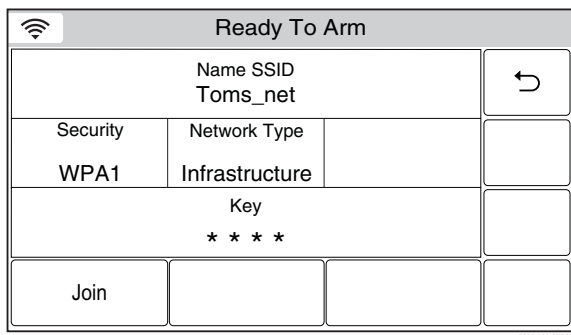 Ready To Arm
Name SSID
Toms_net
Security
Network Type
WPA1
Infrastructure
Key
* * * *
Join